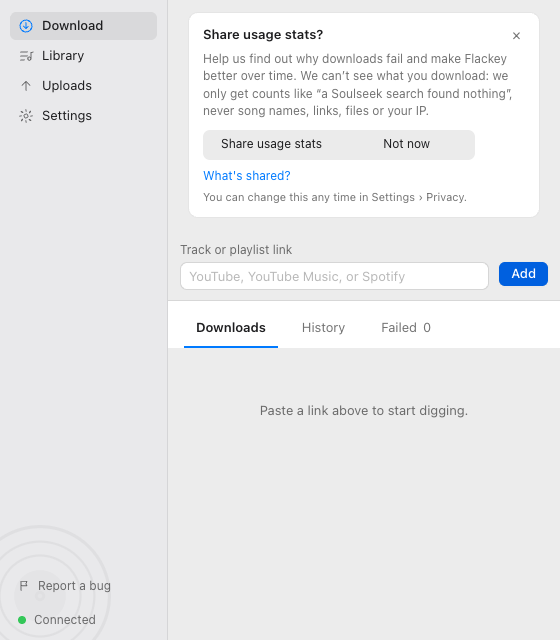 Download
Library
Uploads
Settings
Report a bug
Connected
Share usage stats?
Help us find out why downloads fail and make Flackey
better over time. We can't see what you download: we
only get counts like “a Soulseek search found nothing”,
never song names, links, files or your IP.
Share usage stats
Not now
What's shared?
You can change this any time in Settings › Privacy.
Track or playlist link
YouTube, YouTube Music, or Spotify
Add
Downloads
History
Failed 0
Paste a link above to start digging.